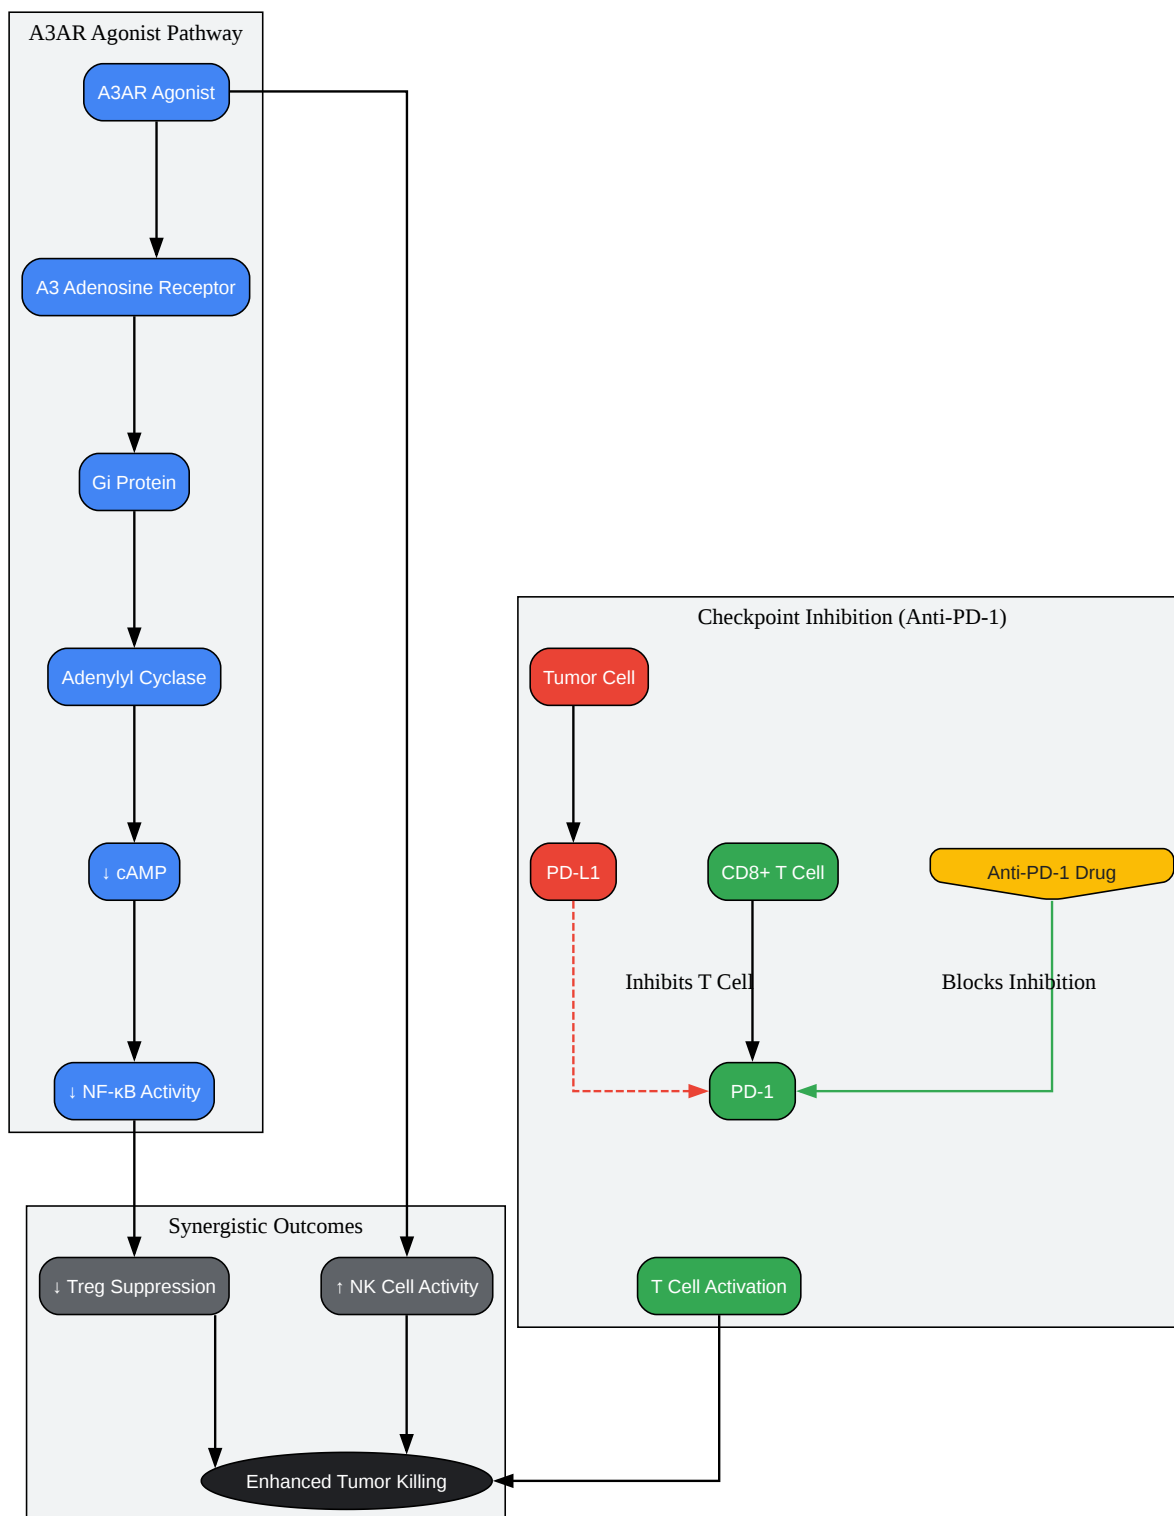 A3AR Agonist Pathway
A3AR Agonist
A3 Adenosine Receptor
Gi Protein
Adenylyl Cyclase
↓ cAMP
↓ NF-κB Activity
Checkpoint Inhibition (Anti-PD-1)
Tumor Cell
PD-L1
CD8+ T Cell
Anti-PD-1 Drug
Inhibits T Cell
Blocks Inhibition
PD-1
T Cell Activation
Synergistic Outcomes
↓ Treg Suppression
↑ NK Cell Activity
Enhanced Tumor Killing